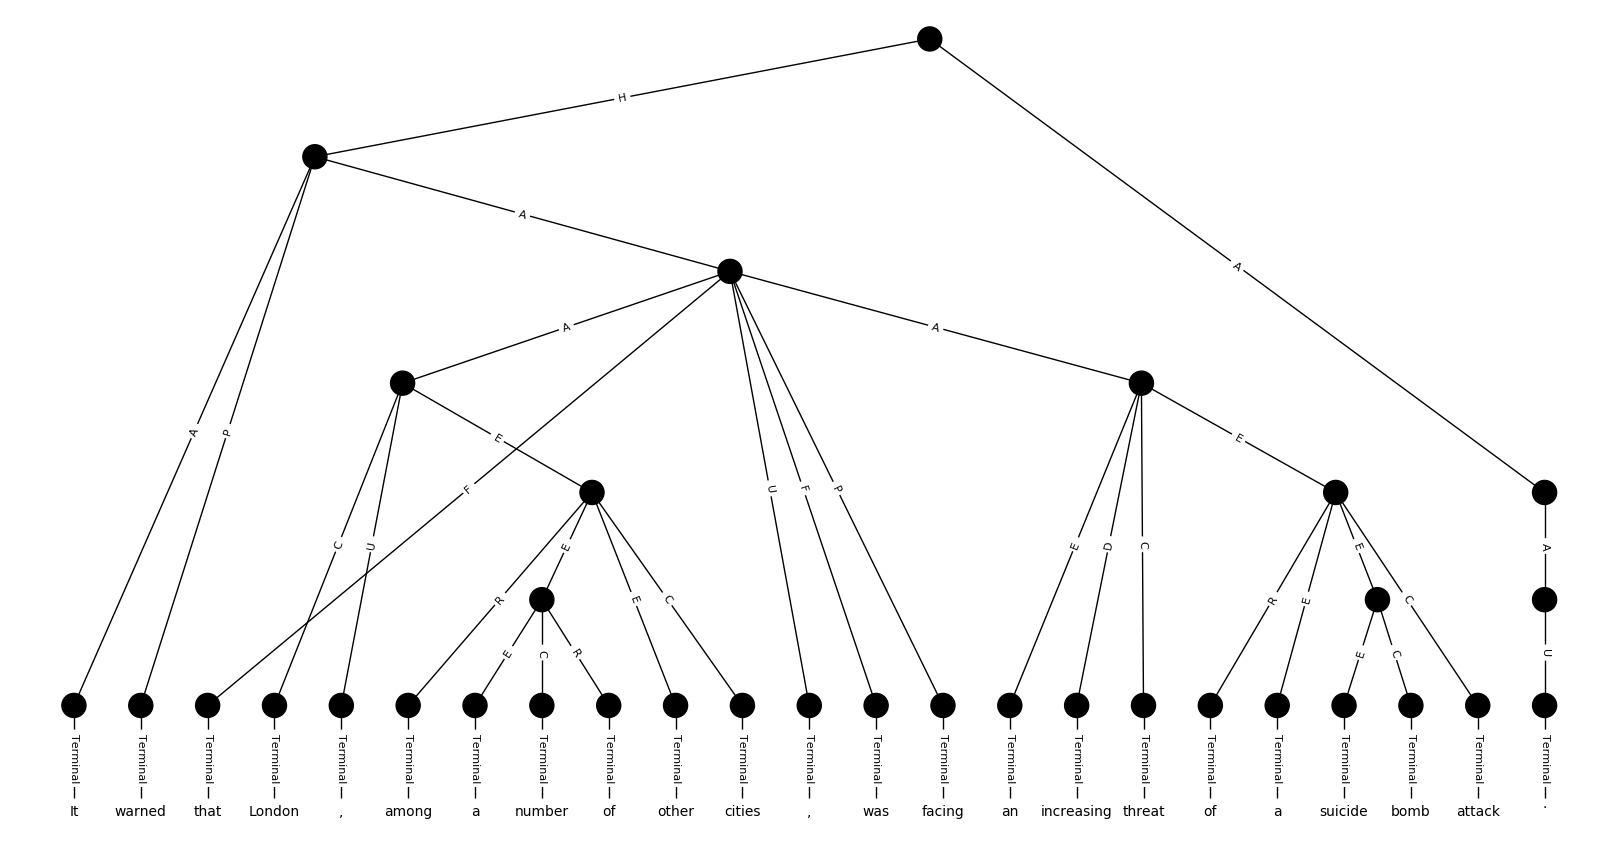 H
A
A
A
A
A P
E
E
F
U F P
C U
E
E D C
E
A
R
E
C
R
E
E
C
E
C
R
U
E
C
Terminal Terminal Terminal Terminal Terminal Terminal Terminal Terminal Terminal Terminal Terminal Terminal Terminal Terminal Terminal Terminal Terminal Terminal Terminal Terminal Terminal Terminal Terminal
It warned that London , among a number of other cities , was facing an increasing threat of a suicide bomb attack .